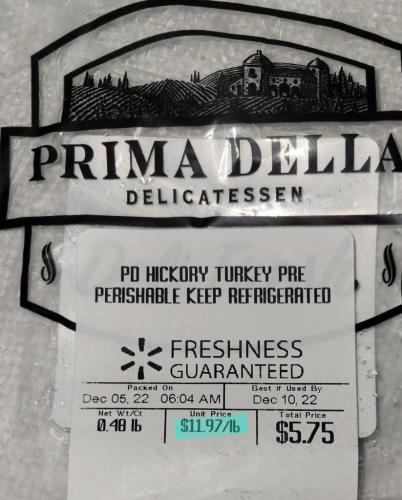 PRIMA DELLA
DELICATESSEN
PD HICKORY TURKEY PRE
PERISHABLE KEEP REFRIGERATED
FRESHNESS
GUARANTEED
Packed On Best if Used By
Dec 05, 22 06:04 AM Dec 10, 22
Net Wt/Ct Unit Price Total Price
0.48 lb $11.97/lb $5.75